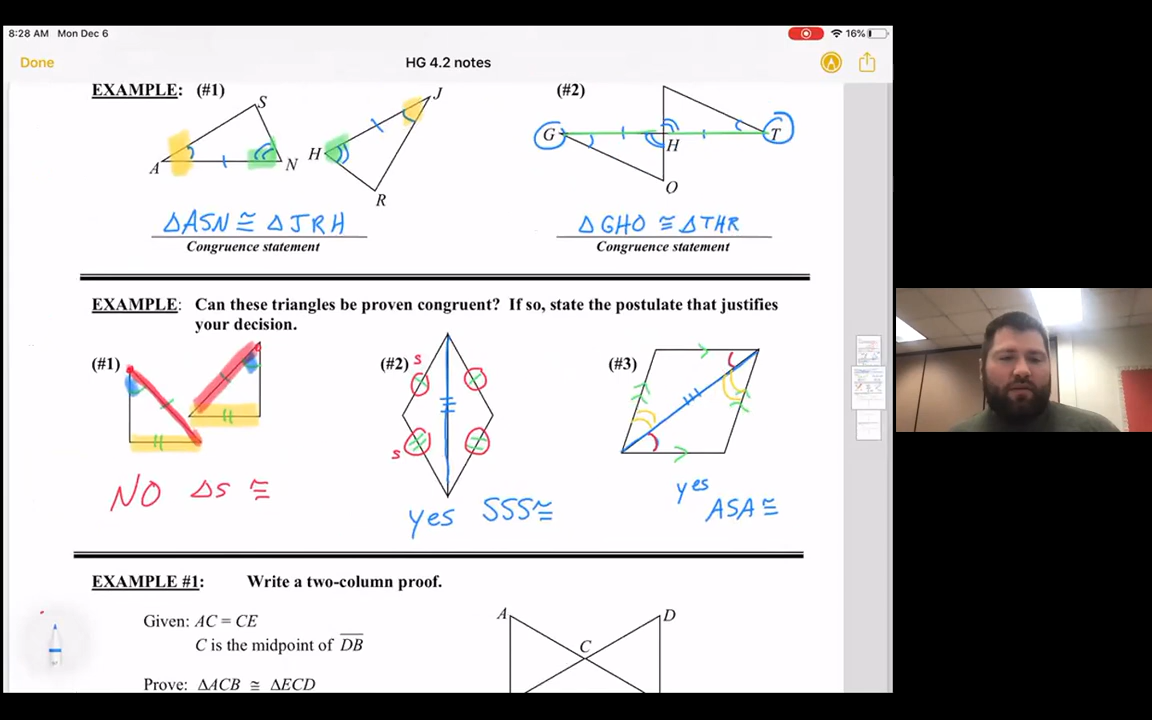 8:28 AM Mon Dec 6
16%
Done
HG 4.2 notes
EXAMPLE: (#1)
(#2)
S
A
N
H
J
R
G
H
T
O
ΔASN ≅ ΔJRH
Congruence statement
ΔGHO ≅ ΔTHR
Congruence statement
EXAMPLE: Can these triangles be proven congruent? If so, state the postulate that justifies
your decision.
(#1)
(#2)
S
S
(#3)
NO ΔS ≅
yes SSS≅
yes
ASA≅
EXAMPLE #1: Write a two-column proof.
Given: AC = CE
C is the midpoint of D̅B̅
Prove: ΔACB ≅ ΔECD
A
D
C